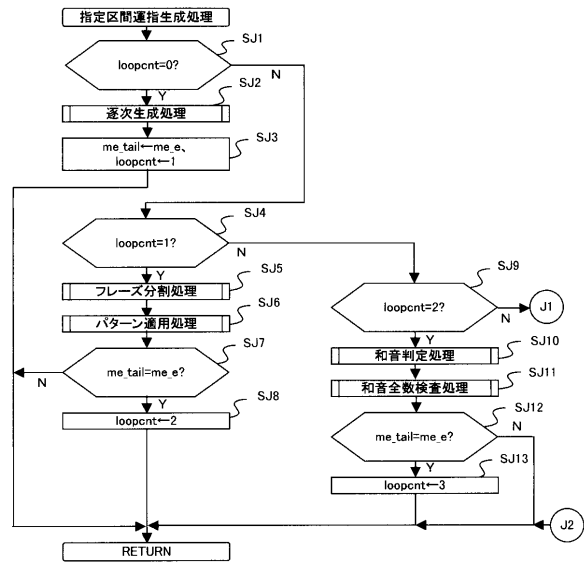 指定区間運指生成処理
SJ1
loopcnt=0?
N
Y
SJ2
逐次生成処理
SJ3
me_tail←me_e、
loopcnt←1
SJ4
loopcnt=1?
N
Y
SJ5
フレーズ分割処理
SJ6
パターン適用処理
SJ7
me_tail=me_e?
N
Y
SJ8
loopcnt←2
SJ9
loopcnt=2?
N
J1
Y
SJ10
和音判定処理
SJ11
和音全数検査処理
SJ12
me_tail=me_e?
N
Y
SJ13
loopcnt←3
J2
RETURN